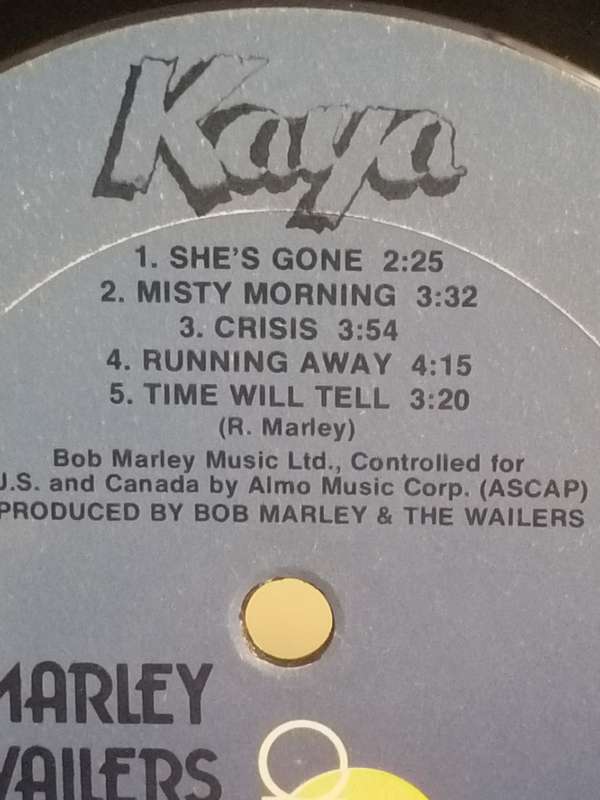 Kaya
1. SHE'S GONE 2:25
2. MISTY MORNING 3:32
3. CRISIS 3:54
4. RUNNING AWAY 4:15
5. TIME WILL TELL 3:20
(R. Marley)
Bob Marley Music Ltd., Controlled for
U.S. and Canada by Almo Music Corp. (ASCAP)
PRODUCED BY BOB MARLEY & THE WAILERS
MARLEY
WAILERS